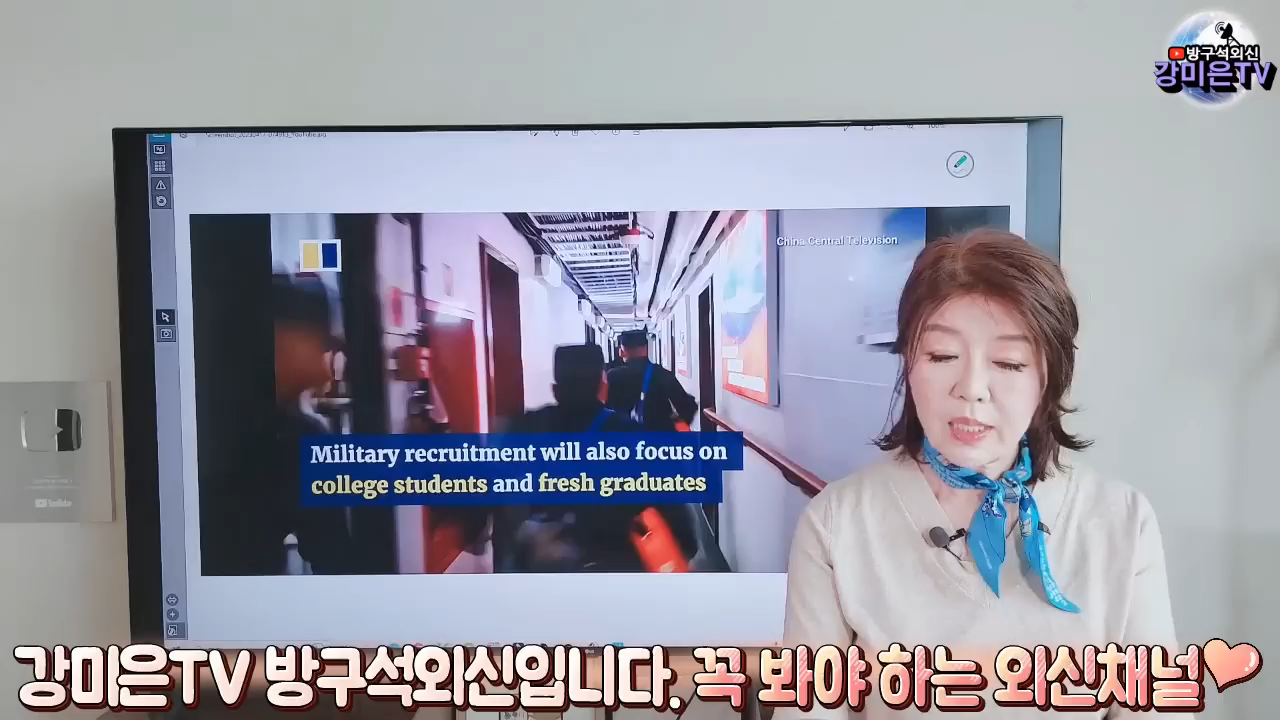 방구석외신
강미은TV
China Central Television
Military recruitment will also focus on
college students and fresh graduates
강미은TV 방구석외신입니다. 꼭 봐야 하는 외신채널